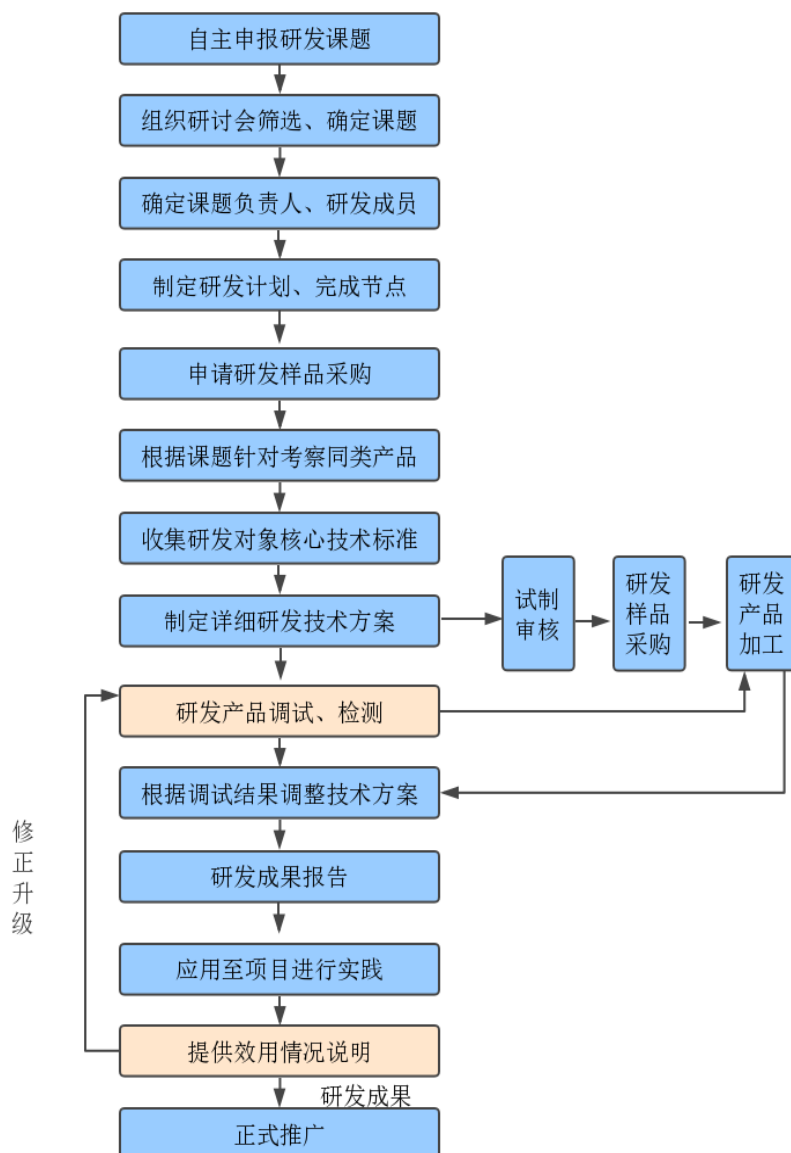 自主申报研发课题
组织研讨会筛选、确定课题
确定课题负责人、研发成员
制定研发计划、完成节点
申请研发样品采购
根据课题针对考察同类产品
收集研发对象核心技术标准
制定详细研发技术方案
试制
审核
研发
样品
采购
研发
产品
加工
研发产品调试、检测
根据调试结果调整技术方案
研发成果报告
应用至项目进行实践
提供效用情况说明
修
正
升
级
研发成果
正式推广